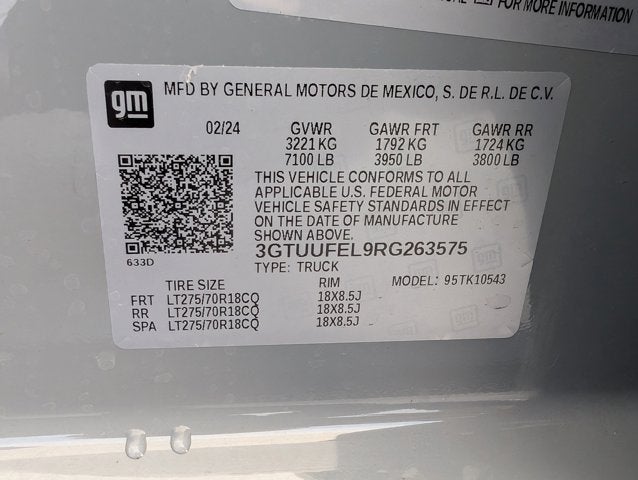 FOR MORE INFORMATION
gm
MFD BY GENERAL MOTORS DE MEXICO, S. DE R.L. DE C.V.
02/24 GVWR GAWR FRT GAWR RR
3221 KG 1792 KG 1724 KG
7100 LB 3950 LB 3800 LB
THIS VEHICLE CONFORMS TO ALL
APPLICABLE U.S. FEDERAL MOTOR
VEHICLE SAFETY STANDARDS IN EFFECT
ON THE DATE OF MANUFACTURE
SHOWN ABOVE.
633D
3GTUUFEL9RG263575
TYPE: TRUCK MODEL: 95TK10543
TIRE SIZE RIM
FRT LT275/70R18CQ 18X8.5J
RR LT275/70R18CQ 18X8.5J
SPA LT275/70R18CQ 18X8.5J